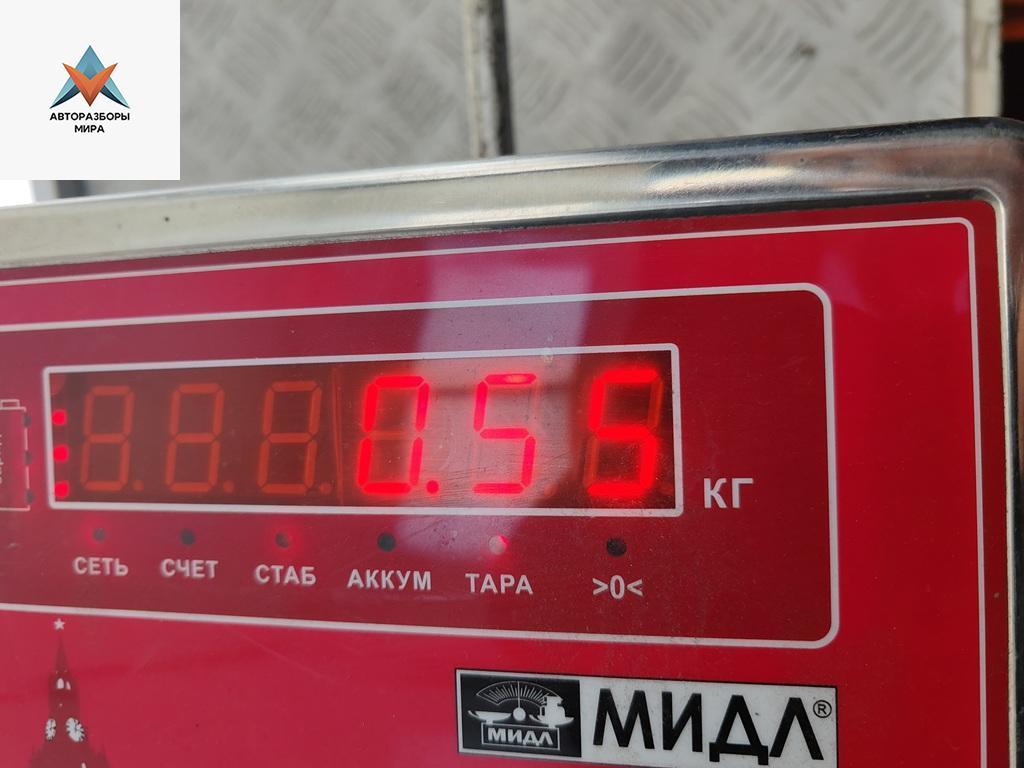 АВТОРАЗБОРЫ
МИРА
0.55
КГ
СЕТЬ СЧЕТ СТАБ АККУМ ТАРА >0<
МИДЛ МИДЛ®